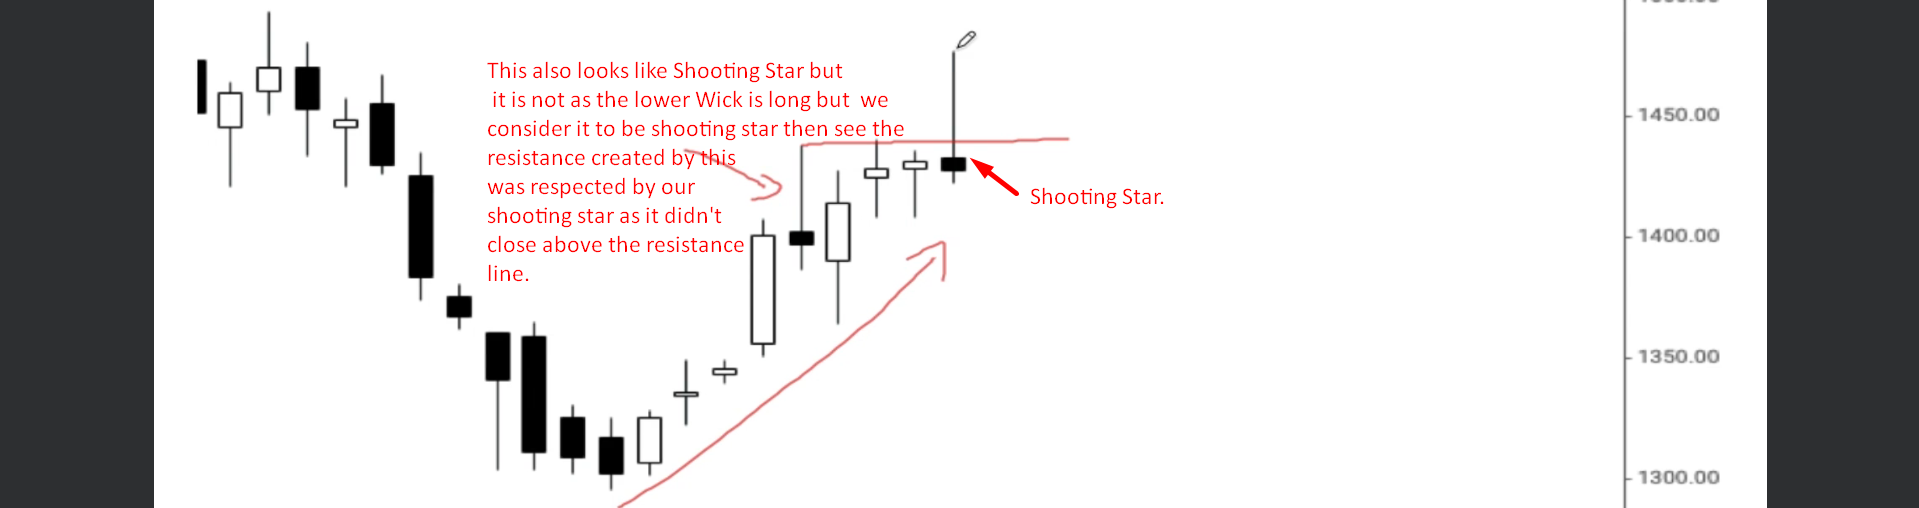 This also looks like Shooting Star but
it is not as the lower Wick is long but we
consider it to be shooting star then see the
resistance created by this
was respected by our
shooting star as it didn't
close above the resistance
line.
Shooting Star.
1450.00
1400.00
1350.00
1300.00